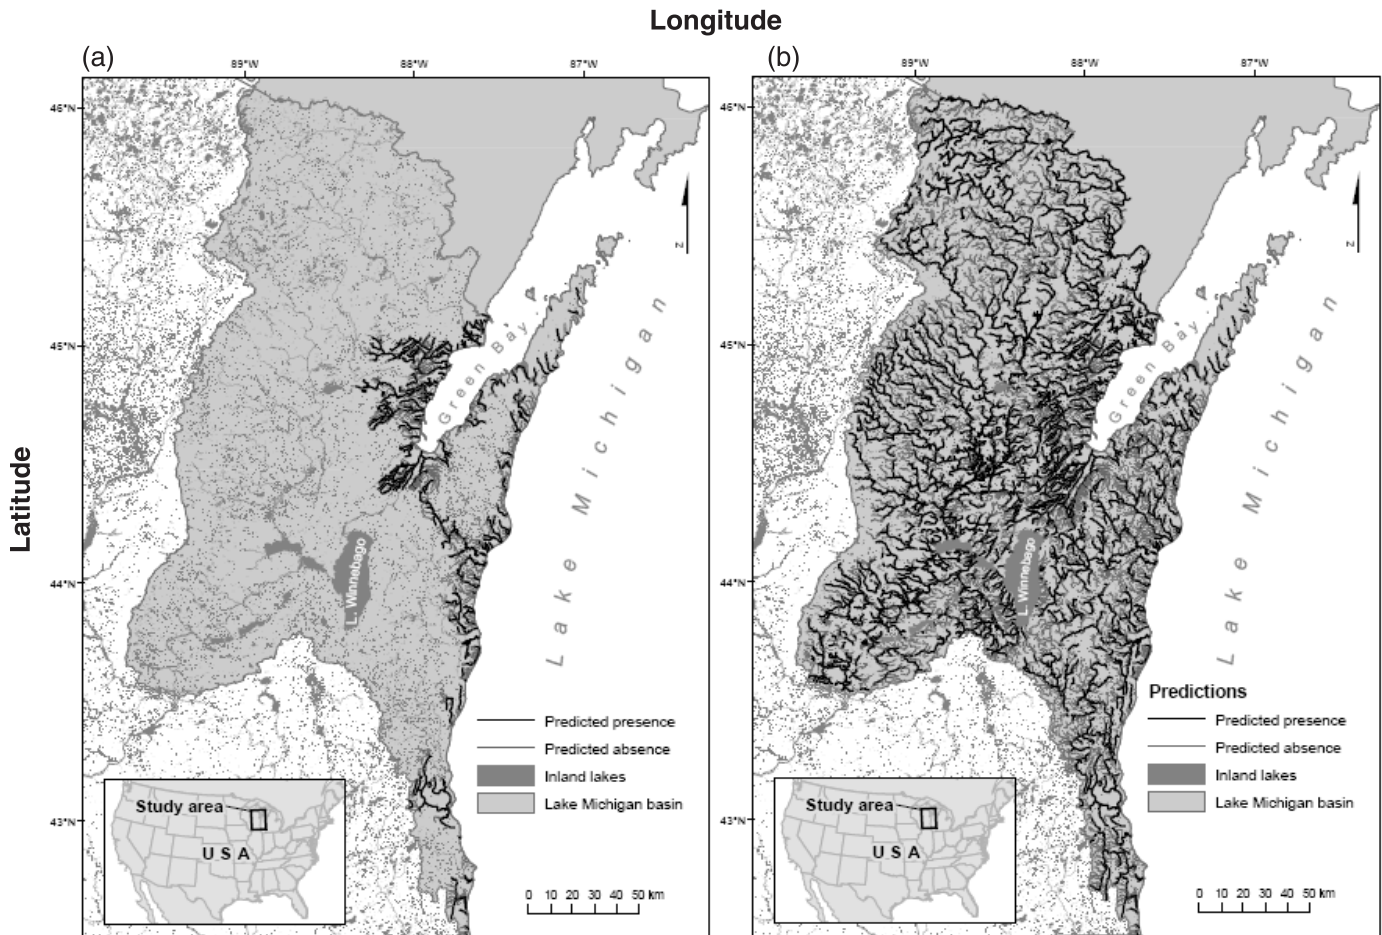 Longitude
(a)
(b)
89°W
88°W
87°W
89°W
88°W
87°W
46°N
46°N
z
z
45°N
45°N
Green Bay
Green Bay
Lake Michigan
Lake Michigan
Latitude
44°N
44°N
L. Winnebago
L. Winnebago
Predictions
Predicted presence
Predicted absence
Inland lakes
Lake Michigan basin
Predicted presence
Predicted absence
Inland lakes
Lake Michigan basin
Study area
USA
Study area
USA
43°N
43°N
0 10 20 30 40 50 km
0 10 20 30 40 50 km